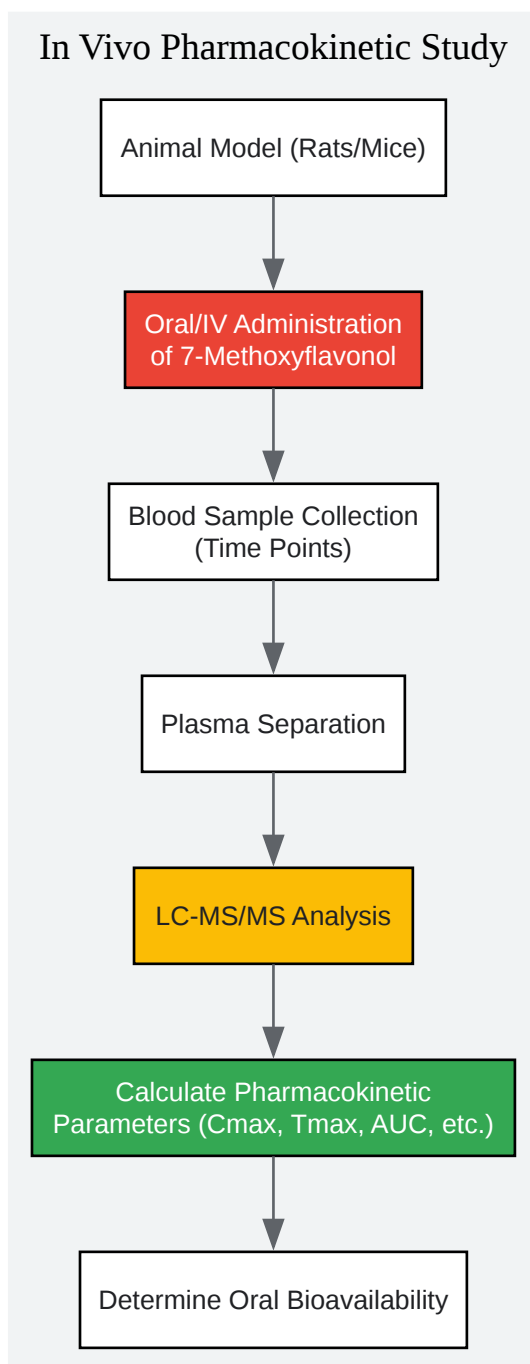 In Vivo Pharmacokinetic Study
Animal Model (Rats/Mice)
Oral/IV Administration
of 7-Methoxyflavonol
Blood Sample Collection
(Time Points)
Plasma Separation
LC-MS/MS Analysis
Calculate Pharmacokinetic
Parameters (Cmax, Tmax, AUC, etc.)
Determine Oral Bioavailability